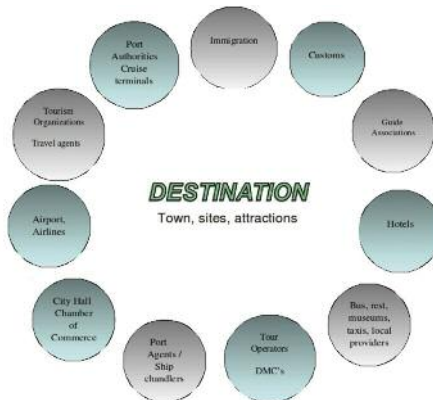 Immigration
Customs
Guide
Associations
Hotels
Bus, rest,
museums,
taxis, local
providers
Tour
Operators
DMC's
Port
Agents /
Ship
chandlers
City Hall
Chamber
of
Commerce
Airport,
Airlines
Tourism
Organizations
Travel agents
Port
Authorities
Cruise
terminals
DESTINATION
Town, sites, attractions